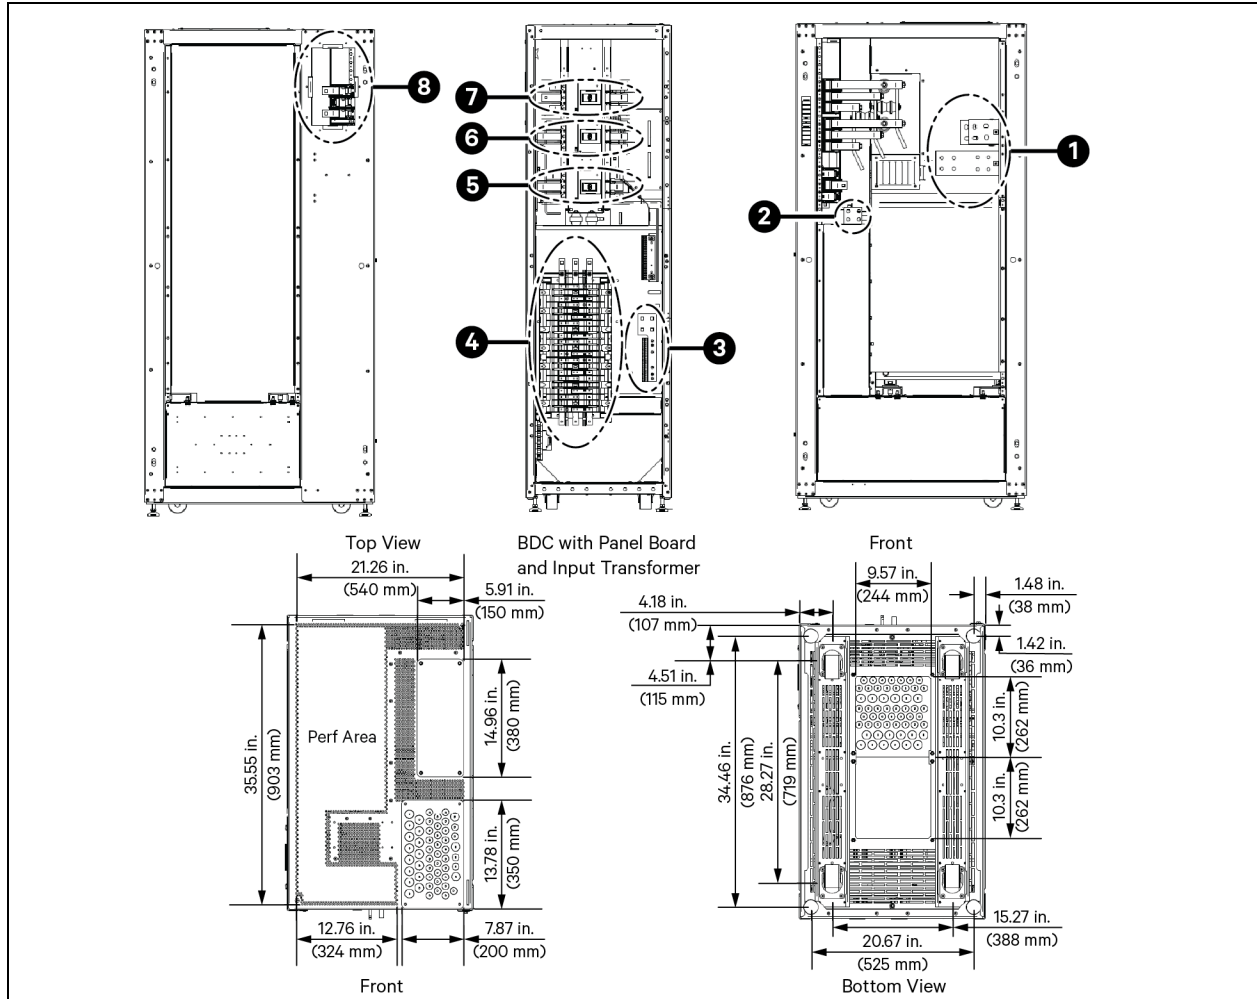 8
7
6
5
4
3
1
2
Top View
21.26 in.
(540 mm)
5.91 in.
(150 mm)
35.55 in.
(903 mm)
Perf Area
14.96 in.
(380 mm)
13.78 in.
(350 mm)
12.76 in.
(324 mm)
7.87 in.
(200 mm)
Front
BDC with Panel Board
and Input Transformer
Front
9.57 in.
(244 mm)
1.48 in.
(38 mm)
4.18 in.
(107 mm)
1.42 in.
(36 mm)
4.51 in.
(115 mm)
34.46 in.
(876 mm)
28.27 in.
(719 mm)
10.3 in.
(262 mm)
10.3 in.
(262 mm)
15.27 in.
(388 mm)
20.67 in.
(525 mm)
Bottom View